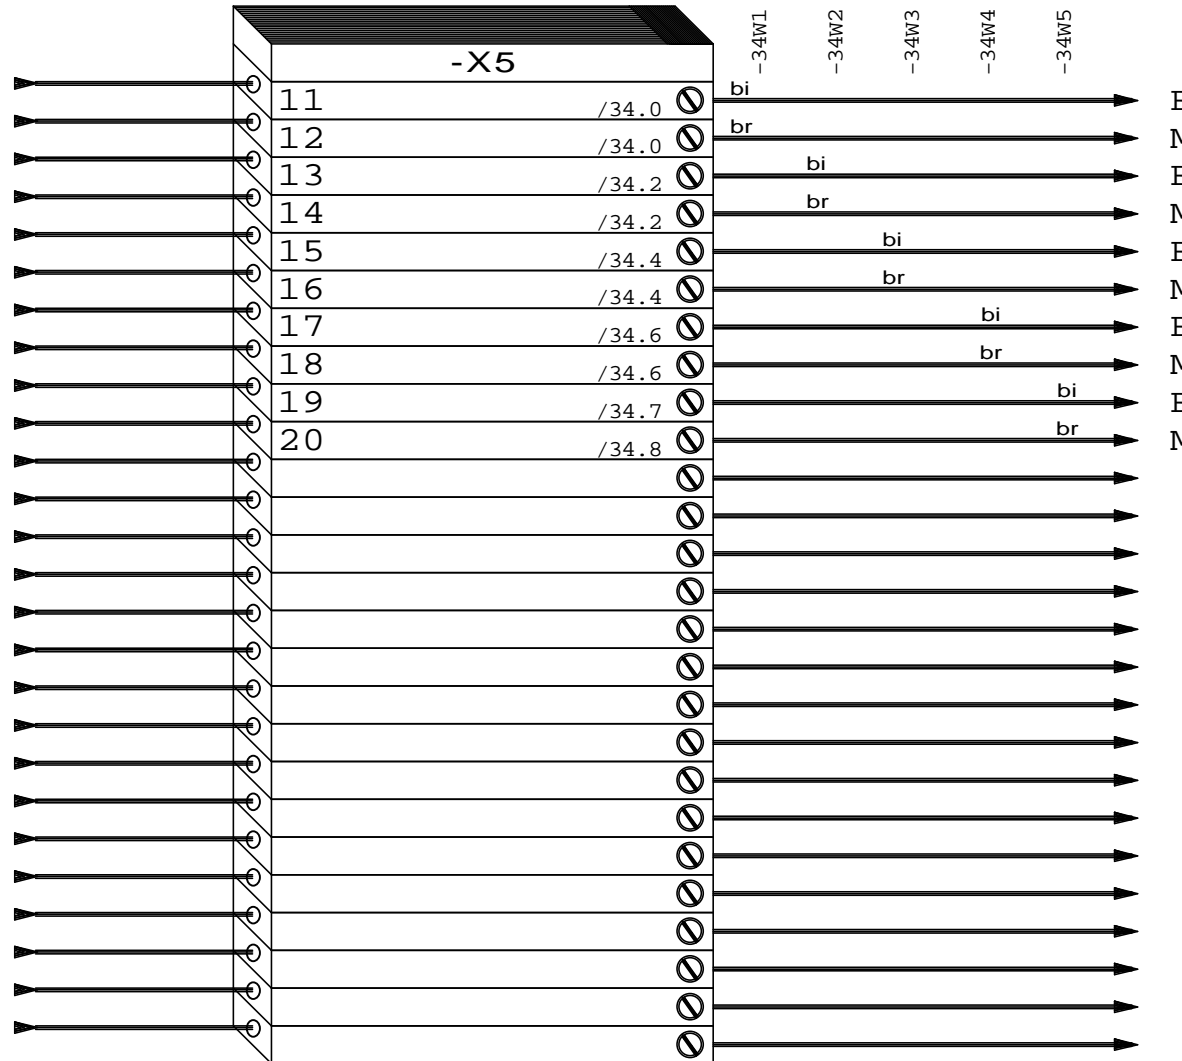 -34W1 -34W2 -34W3 -34W4 -34W5
-X5
11 /34.0 bi
12 /34.0 br
13 /34.2 bi
14 /34.2 br
15 /34.4 bi
16 /34.4 br
17 /34.6 bi
18 /34.6 br
19 /34.7 bi
20 /34.8 br